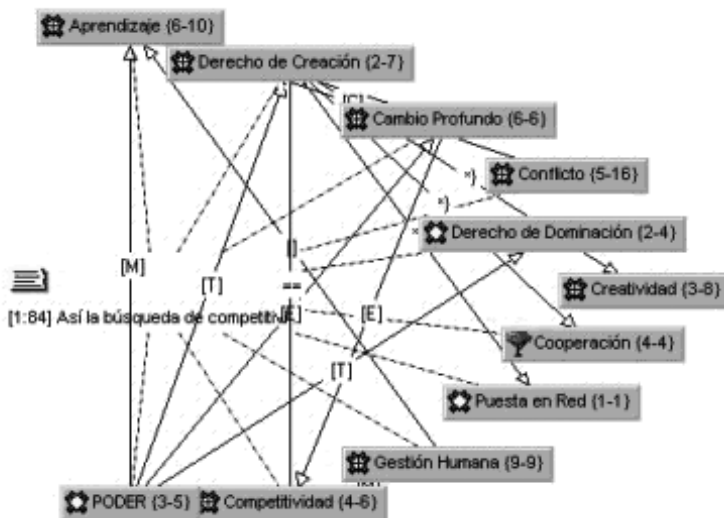 Aprendizaje {6-10}
Derecho de Creación {2-7}
Cambio Profundo {6-6}
Conflicto {5-16}
*}
*}
Derecho de Dominación {2-4}
[M]
[]
[T]
==
Creatividad {3-8}
[1:84] Así la búsqueda de competitiv
[E]
[E]
Cooperación {4-4}
[T]
Puesta en Red {1-1}
Gestión Humana {9-9}
PODER {3-5}
Competitividad {4-6}